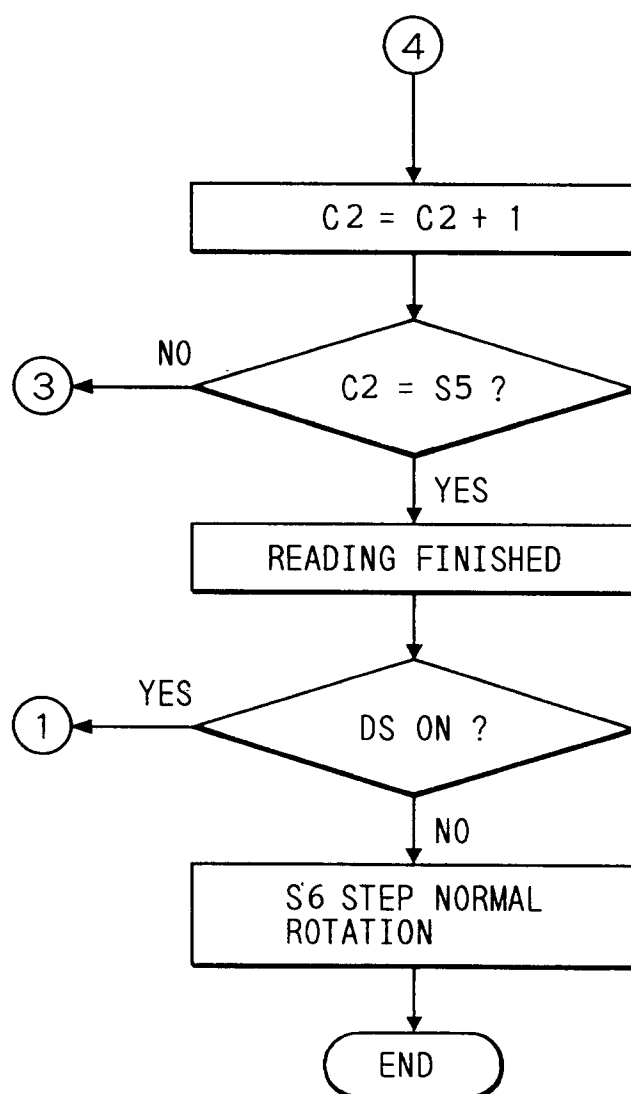 4
C2 = C2 + 1
NO
3
C2 = S5 ?
YES
READING FINISHED
YES
1
DS ON ?
NO
S6 STEP NORMAL
ROTATION
END